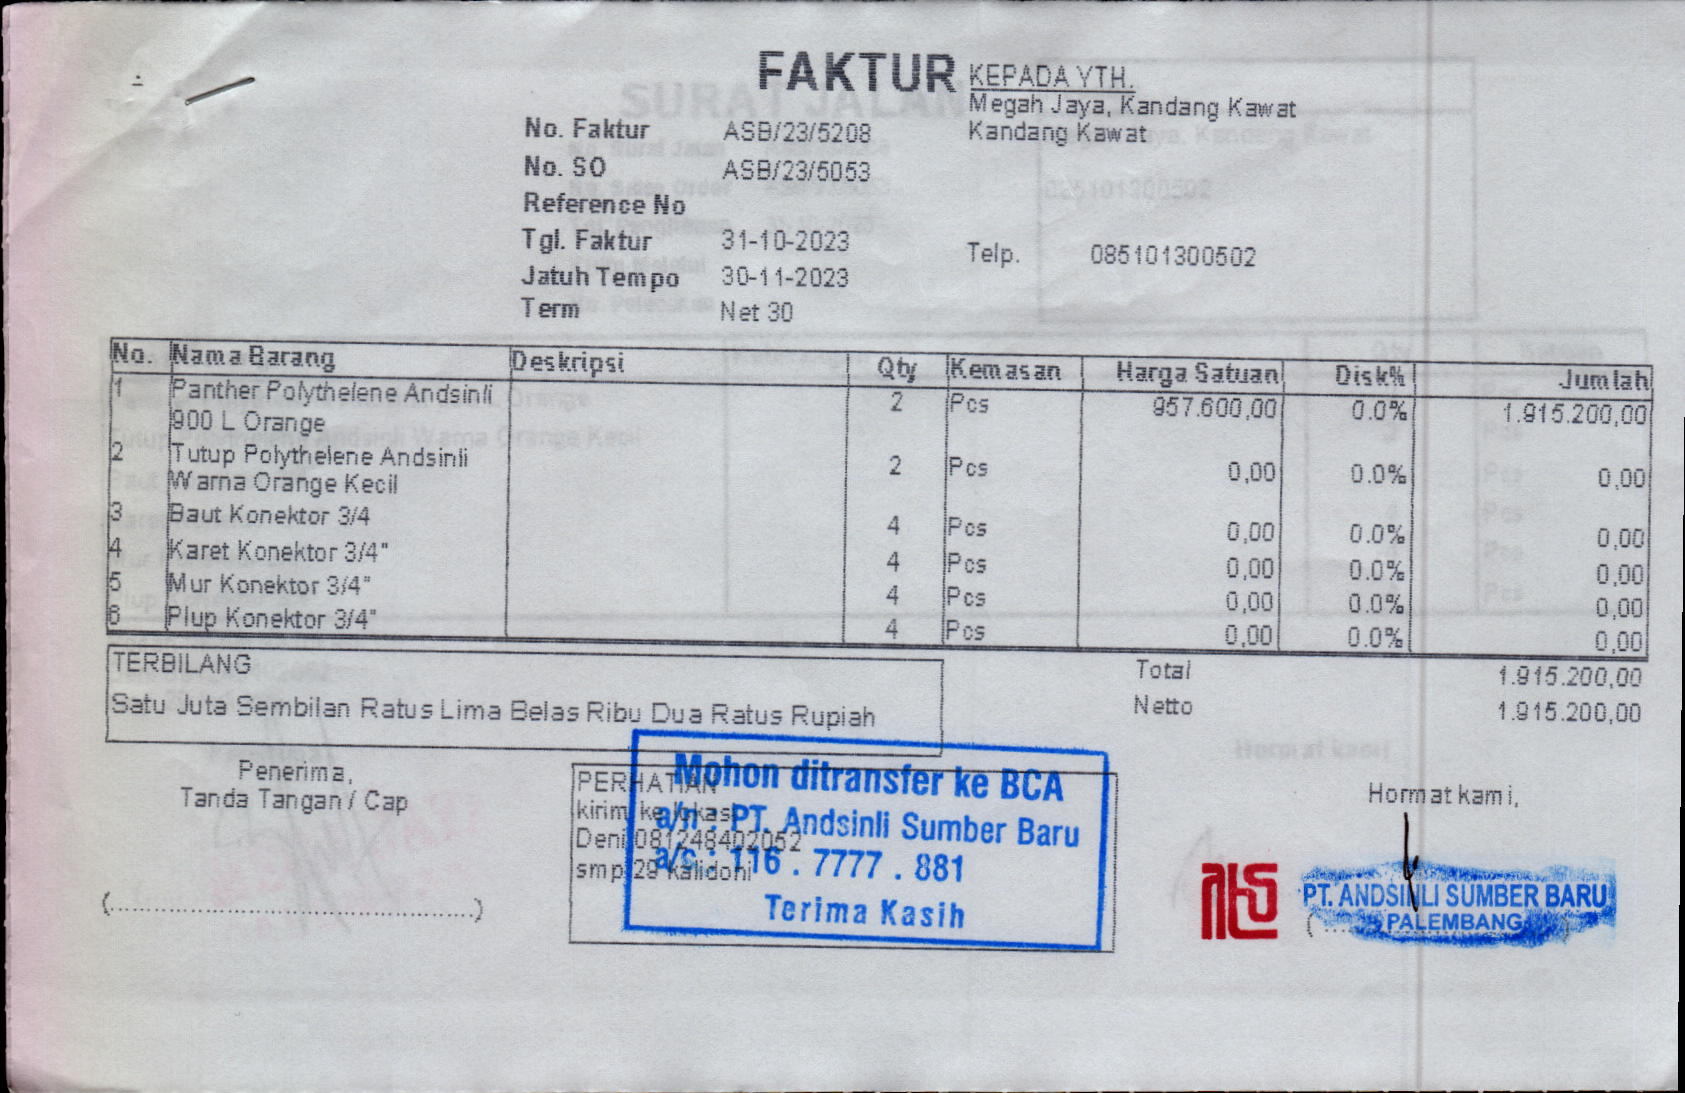 FAKTUR
KEPADA YTH.
Megah Jaya, Kandang Kawat
Kandang Kawat
No. Faktur ASB/23/5208
No. SO ASB/23/5053
Reference No
Tgl. Faktur 31-10-2023
Telp. 085101300502
Jatuh Tempo 30-11-2023
Term Net 30
No. Nama Barang Deskripsi Qty Kemasan Harga Satuan Disk% Jumlah
1 Panther Polythelene Andsinli 2 Pcs 957.600,00 0.0% 1.915.200,00
900 L Orange
2 Tutup Polythelene Andsinli 2 Pcs 0,00 0.0% 0,00
Warna Orange Kecil
3 Baut Konektor 3/4 4 Pcs 0,00 0.0% 0,00
4 Karet Konektor 3/4" 4 Pcs 0,00 0.0% 0,00
5 Mur Konektor 3/4" 4 Pcs 0,00 0.0% 0,00
6 Plup Konektor 3/4" 4 Pcs 0,00 0.0% 0,00
TERBILANG
Satu Juta Sembilan Ratus Lima Belas Ribu Dua Ratus Rupiah
Total 1.915.200,00
Netto 1.915.200,00
Penerima,
Tanda Tangan / Cap
(..................................................)
PERHATIAN
kirim ke lokasi
Deni 081248402052
smp 29 kalidoni
Mohon ditransfer ke BCA
a/n : PT. Andsinli Sumber Baru
a/c : 116 . 7777 . 881
Terima Kasih
Hormat kami,
PT. ANDSINLI SUMBER BARU
PALEMBANG